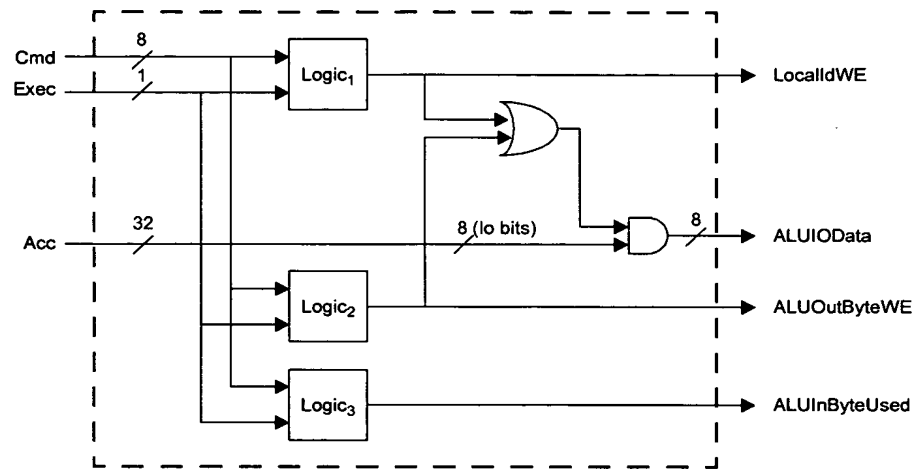 Cmd
8
Exec
1
Logic₁
LocalIdWE
Acc
32
8 (lo bits)
8
ALUIOData
Logic₂
ALUOutByteWE
Logic₃
ALUInByteUsed